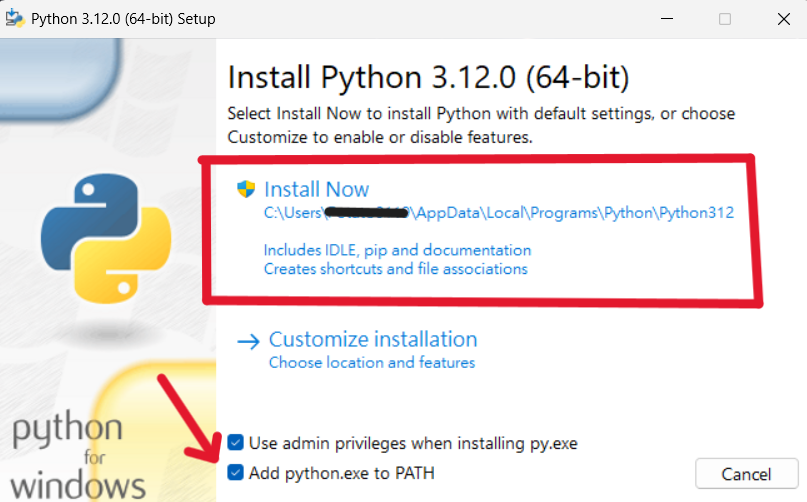 Python 3.12.0 (64-bit) Setup
Install Python 3.12.0 (64-bit)
Select Install Now to install Python with default settings, or choose
Customize to enable or disable features.
Install Now
C:\Users\ \AppData\Local\Programs\Python\Python312
Includes IDLE, pip and documentation
Creates shortcuts and file associations
Customize installation
Choose location and features
Use admin privileges when installing py.exe
Add python.exe to PATH
python
for
windows
Cancel